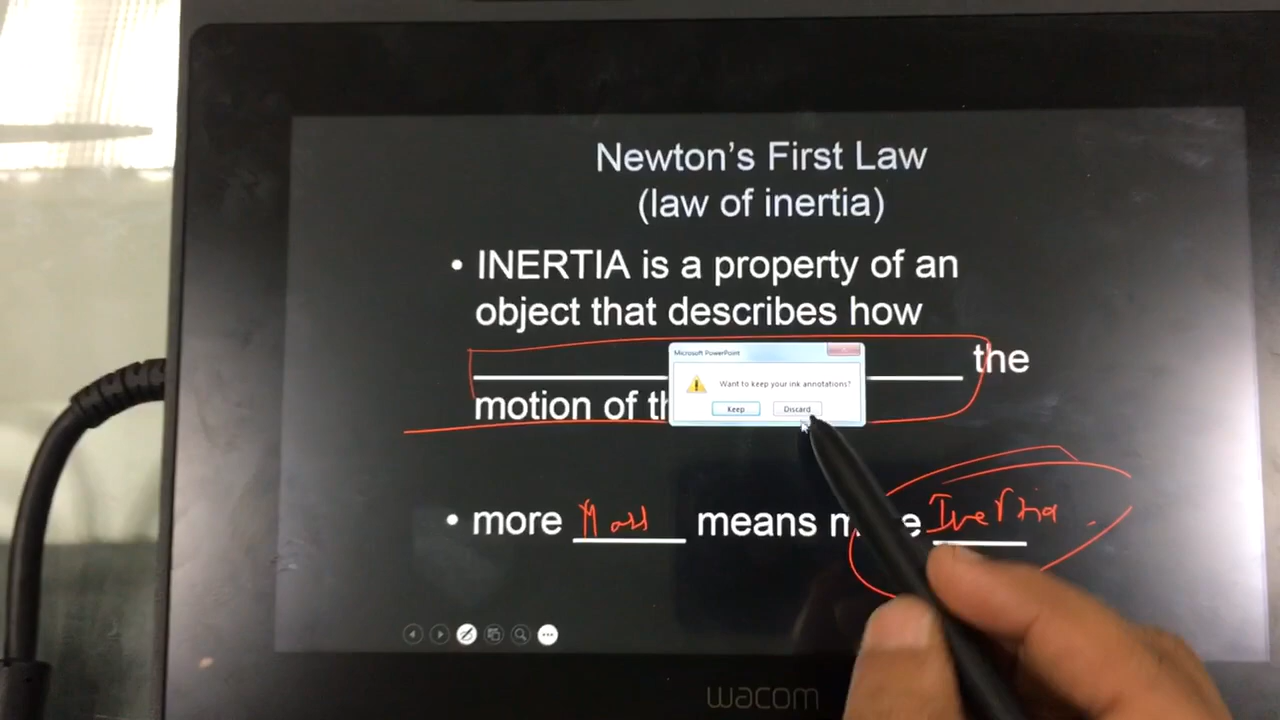 Newton's First Law
(law of inertia)
• INERTIA is a property of an
object that describes how
the
motion of
Microsoft PowerPoint
Want to keep your ink annotations?
Keep Discard
• more Mass means Inertia
wacom